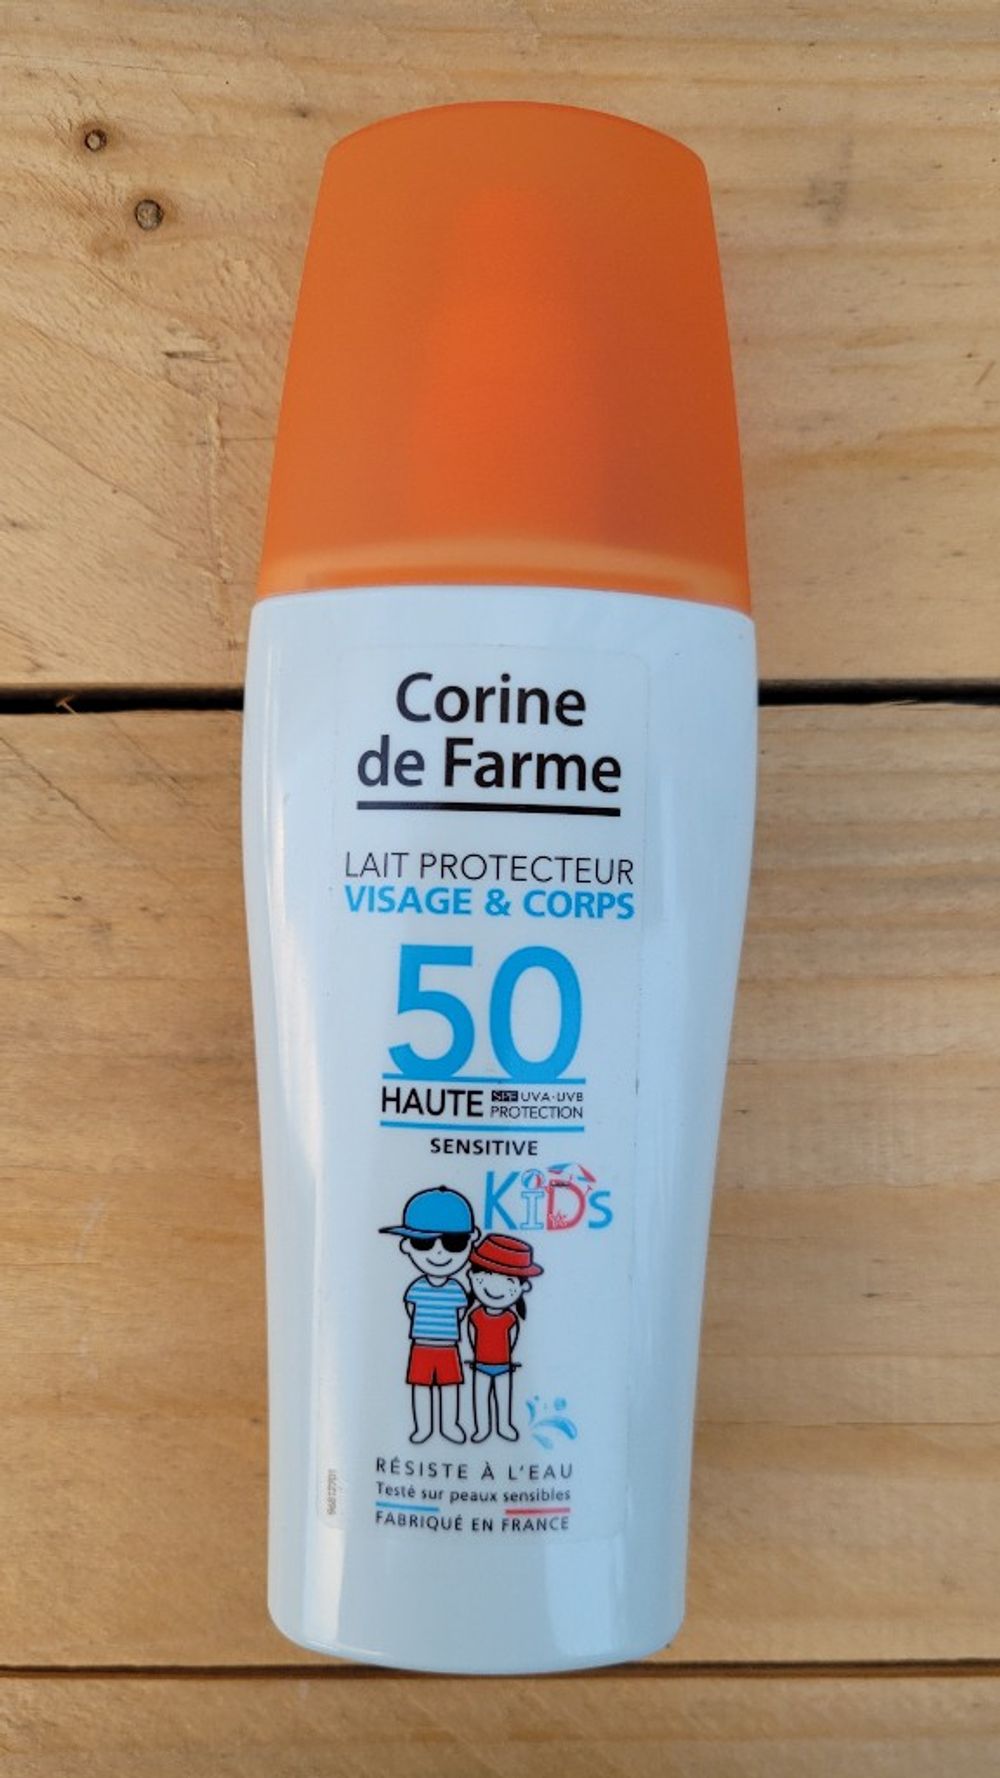 Corine
de Farme
LAIT PROTECTEUR
VISAGE & CORPS
50
HAUTE SPF UVA-UVB
PROTECTION
SENSITIVE
KiDs
RÉSISTE À L'EAU
Testé sur peaux sensibles
FABRIQUÉ EN FRANCE